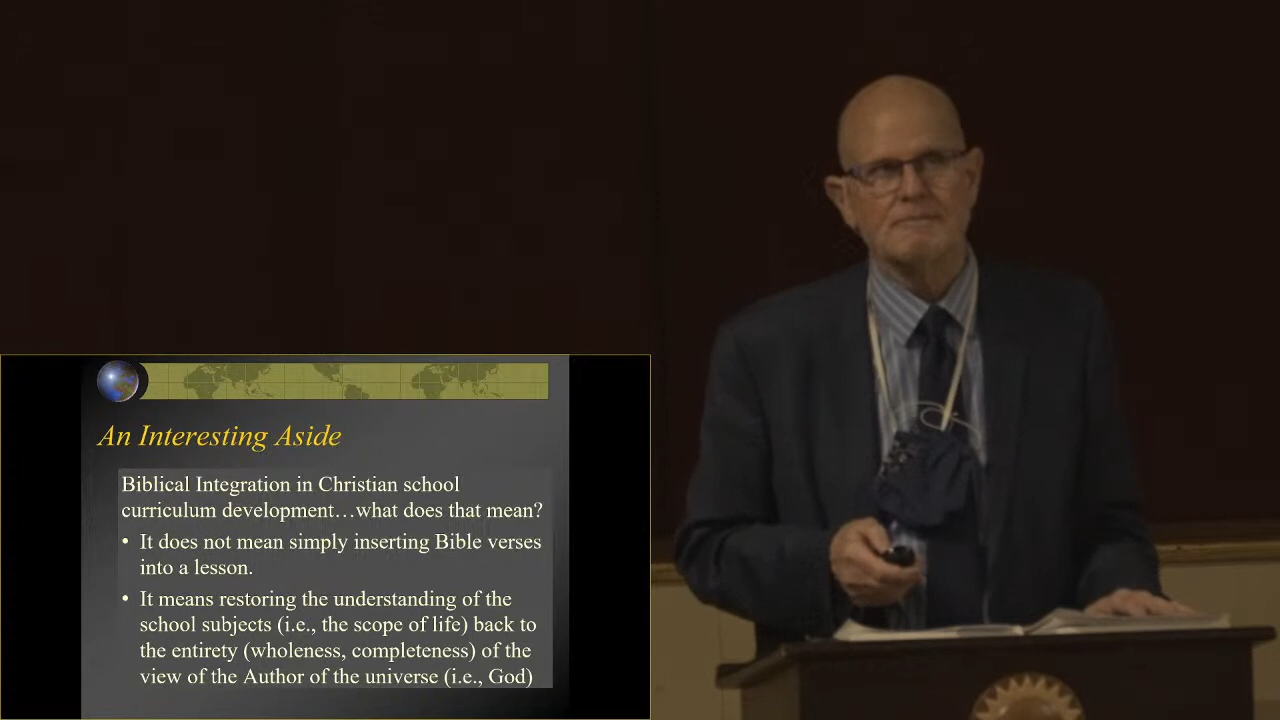 An Interesting Aside
Biblical Integration in Christian school
curriculum development…what does that mean?
• It does not mean simply inserting Bible verses
into a lesson.
• It means restoring the understanding of the
school subjects (i.e., the scope of life) back to
the entirety (wholeness, completeness) of the
view of the Author of the universe (i.e., God)